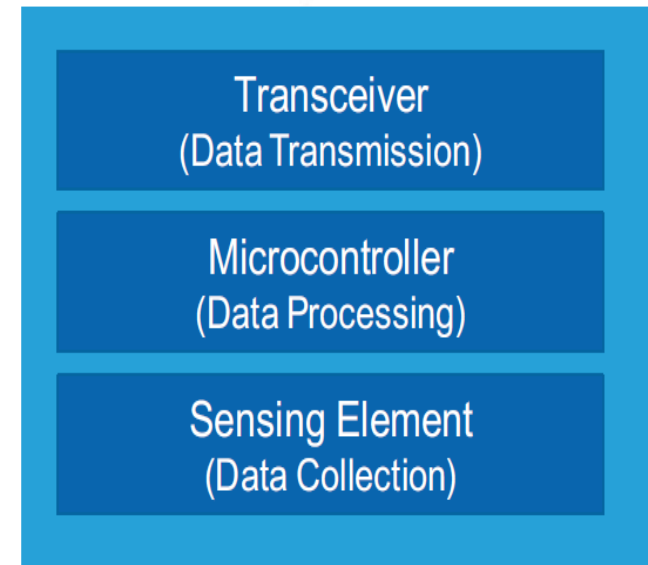 Transceiver
(Data Transmission)
Microcontroller
(Data Processing)
Sensing Element
(Data Collection)